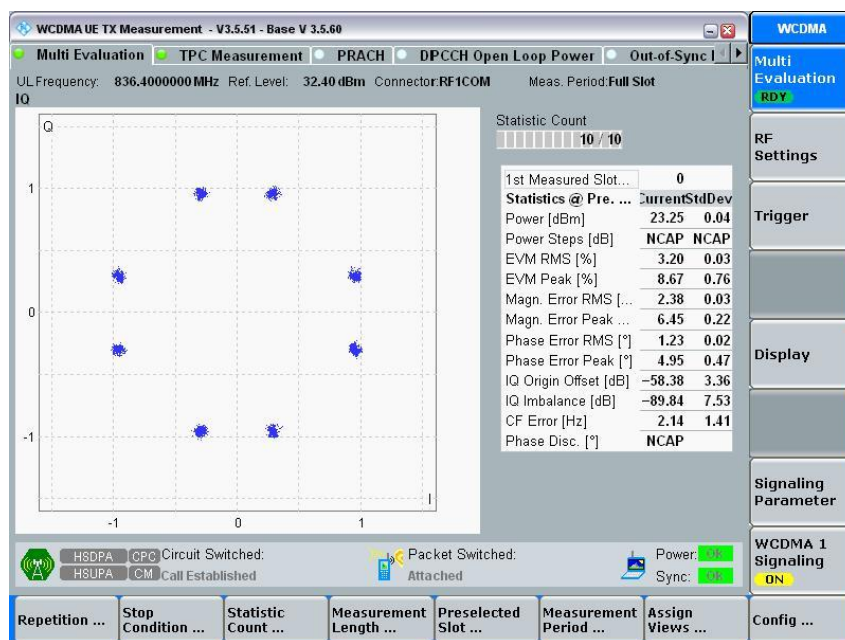 WCDMA UE TX Measurement - V3.5.51 - Base V 3.5.60
WCDMA
Multi Evaluation
TPC Measurement
PRACH
DPCCH Open Loop Power
Out-of-Sync
UL Frequency: 836.4000000 MHz Ref. Level: 32.40 dBm Connector:RF1COM Meas. Period:Full Slot
IQ
Q
1
0
-1
-1 0 1
I
Statistic Count
10 / 10
1st Measured Slot... 0
Statistics @ Pre. ... Current StdDev
Power [dBm] 23.25 0.04
Power Steps [dB] NCAP NCAP
EVM RMS [%] 3.20 0.03
EVM Peak [%] 8.67 0.76
Magn. Error RMS [... 2.38 0.03
Magn. Error Peak ... 6.45 0.22
Phase Error RMS [°] 1.23 0.02
Phase Error Peak [°] 4.95 0.47
IQ Origin Offset [dB] −58.38 3.36
IQ Imbalance [dB] −89.84 7.53
CF Error [Hz] 2.14 1.41
Phase Disc. [°] NCAP
Multi
Evaluation
RDY
RF
Settings
Trigger
Display
Signaling
Parameter
WCDMA 1
Signaling
ON
HSDPA CPC Circuit Switched:
HSUPA CM Call Established
Packet Switched:
Attached
Power: OK
Sync: OK
Repetition ...
Stop
Condition ...
Statistic
Count ...
Measurement
Length ...
Preselected
Slot ...
Measurement
Period ...
Assign
Views ...
Config ...